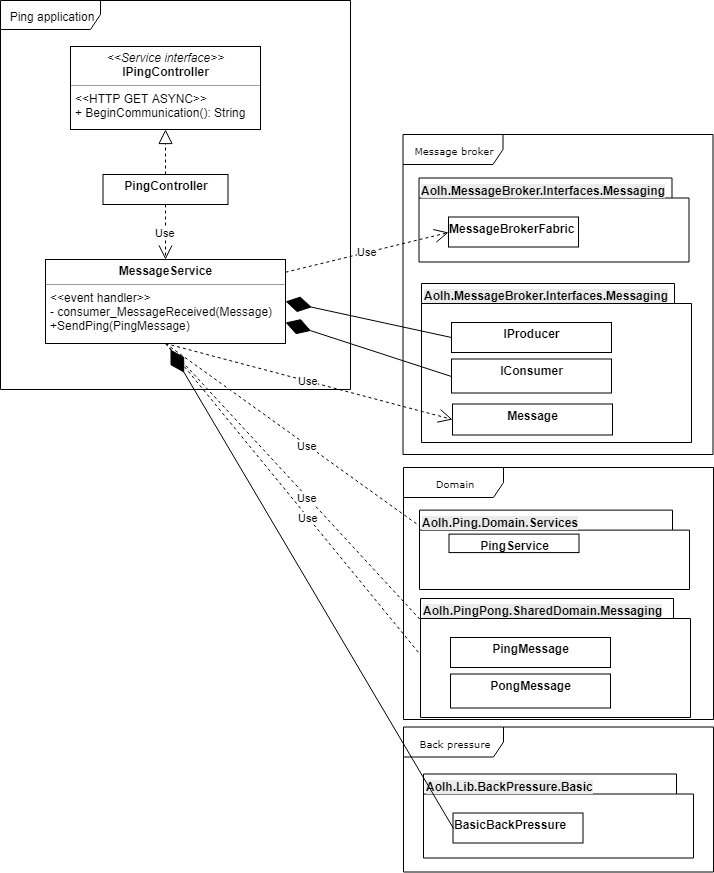 Ping application
<<Service interface>>
IPingController
<<HTTP GET ASYNC>>
+ BeginCommunication(): String
PingController
Use
MessageService
<<event handler>>
- consumer_MessageReceived(Message)
+SendPing(PingMessage)
Message broker
Aolh.MessageBroker.Interfaces.Messaging
MessageBrokerFabric
Use
Aolh.MessageBroker.Interfaces.Messaging
IProducer
IConsumer
Use
Message
Use
Domain
Aolh.Ping.Domain.Services
PingService
Use
Use
Aolh.PingPong.SharedDomain.Messaging
PingMessage
PongMessage
Back pressure
Aolh.Lib.BackPressure.Basic
BasicBackPressure